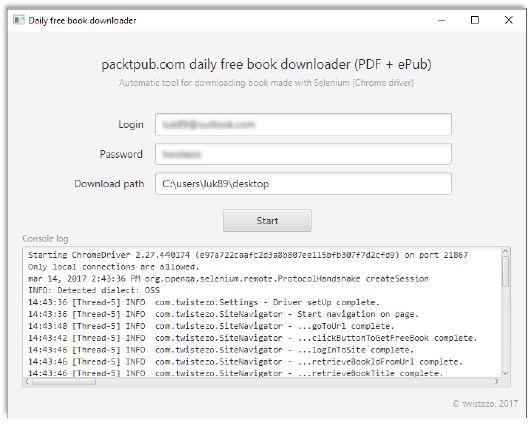 Daily free book downloader
packtpub.com daily free book downloader (PDF + ePub)
Automatic tool for downloading book made with Selenium (Chrome driver)
Login
Password
Download path C:\users\luk89\desktop
Start
Console log
Starting ChromeDriver 2.27.440174 (e97a722caafc2d3a8b807ee115bfb307f7d2cfd9) on port 21867
Only local connections are allowed.
mar 14, 2017 2:43:36 PM org.openqa.selenium.remote.ProtocolHandshake createSession
INFO: Detected dialect: OSS
14:43:36 [Thread-5] INFO  com.twistezo.Settings - Driver setUp complete.
14:43:36 [Thread-5] INFO  com.twistezo.SiteNavigator - Start navigation on page.
14:43:40 [Thread-5] INFO  com.twistezo.SiteNavigator - ...goToUrl complete.
14:43:42 [Thread-5] INFO  com.twistezo.SiteNavigator - ...clickButtonToGetFreeBook complete.
14:43:46 [Thread-5] INFO  com.twistezo.SiteNavigator - ...logInToSite complete.
14:43:46 [Thread-5] INFO  com.twistezo.SiteNavigator - ...retrieveBookIdFromUrl complete.
14:43:46 [Thread-5] INFO  com.twistezo.SiteNavigator - ...retrieveBookTitle complete.
© twistezo, 2017